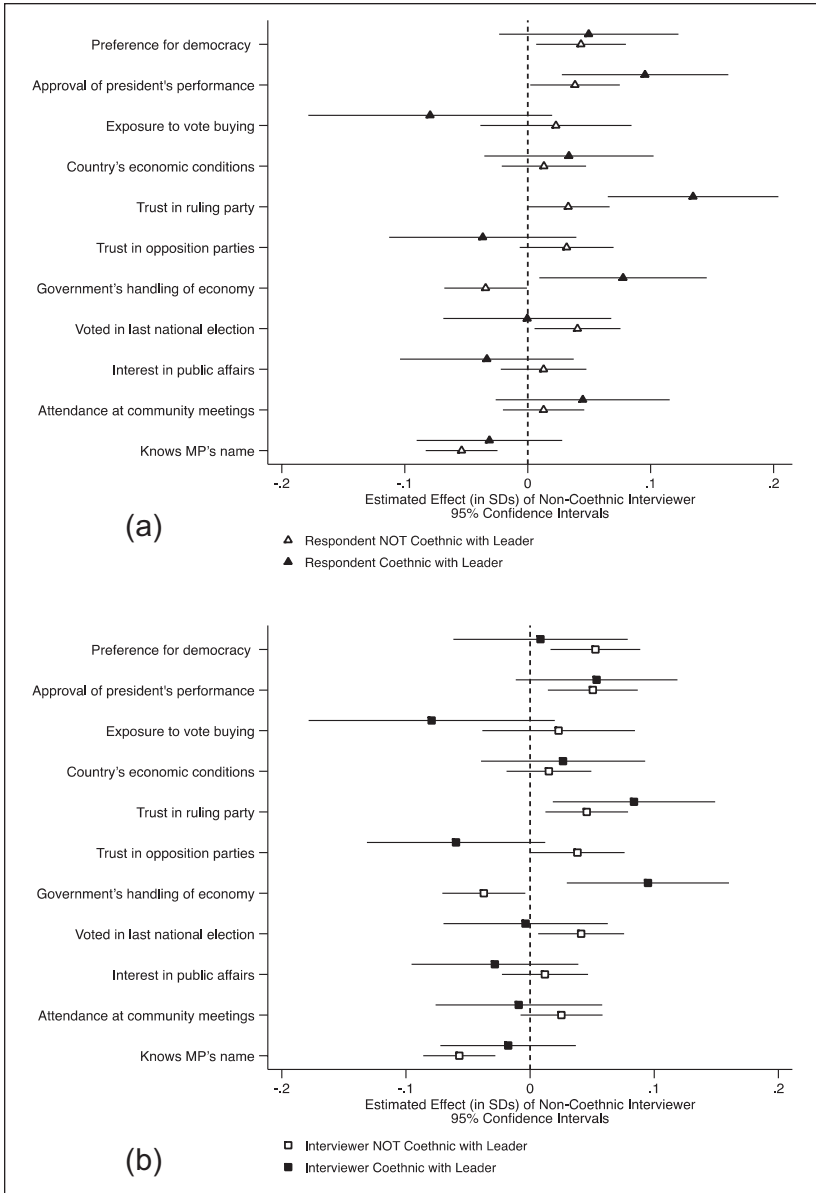 Preference for democracy
Approval of president's performance
Exposure to vote buying
Country's economic conditions
Trust in ruling party
Trust in opposition parties
Government's handling of economy
Voted in last national election
Interest in public affairs
Attendance at community meetings
Knows MP's name
-.2 -.1 0 .1 .2
Estimated Effect (in SDs) of Non-Coethnic Interviewer
95% Confidence Intervals
(a)
Respondent NOT Coethnic with Leader
Respondent Coethnic with Leader
Preference for democracy
Approval of president's performance
Exposure to vote buying
Country's economic conditions
Trust in ruling party
Trust in opposition parties
Government's handling of economy
Voted in last national election
Interest in public affairs
Attendance at community meetings
Knows MP's name
-.2 -.1 0 .1 .2
Estimated Effect (in SDs) of Non-Coethnic Interviewer
95% Confidence Intervals
(b)
Interviewer NOT Coethnic with Leader
Interviewer Coethnic with Leader